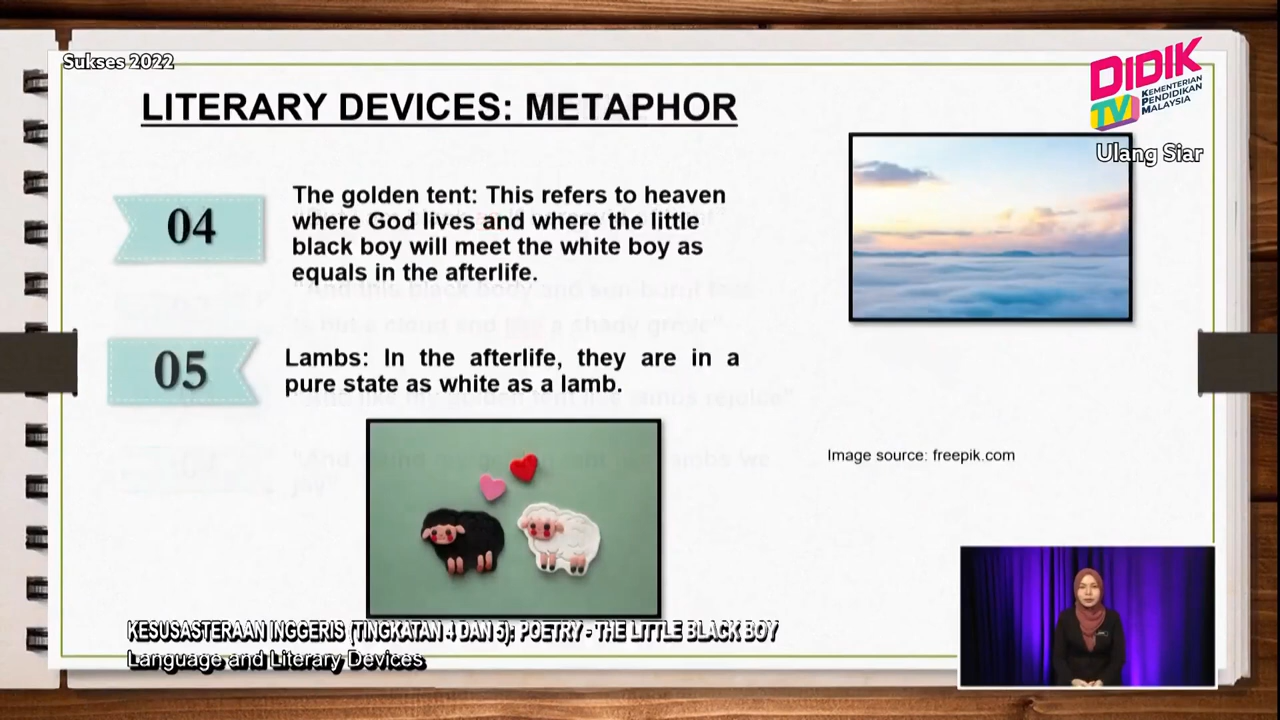 Sukses 2022
DIDIK
TV
KEMENTERIAN
PENDIDIKAN
MALAYSIA
Ulang Siar
LITERARY DEVICES: METAPHOR
04
The golden tent: This refers to heaven
where God lives and where the little
black boy will meet the white boy as
equals in the afterlife.
05
Lambs: In the afterlife, they are in a
pure state as white as a lamb.
Image source: freepik.com
KESUSASTERAAN INGGERIS (TINGKATAN 4 DAN 5): POETRY - THE LITTLE BLACK BOY
Language and Literary Devices